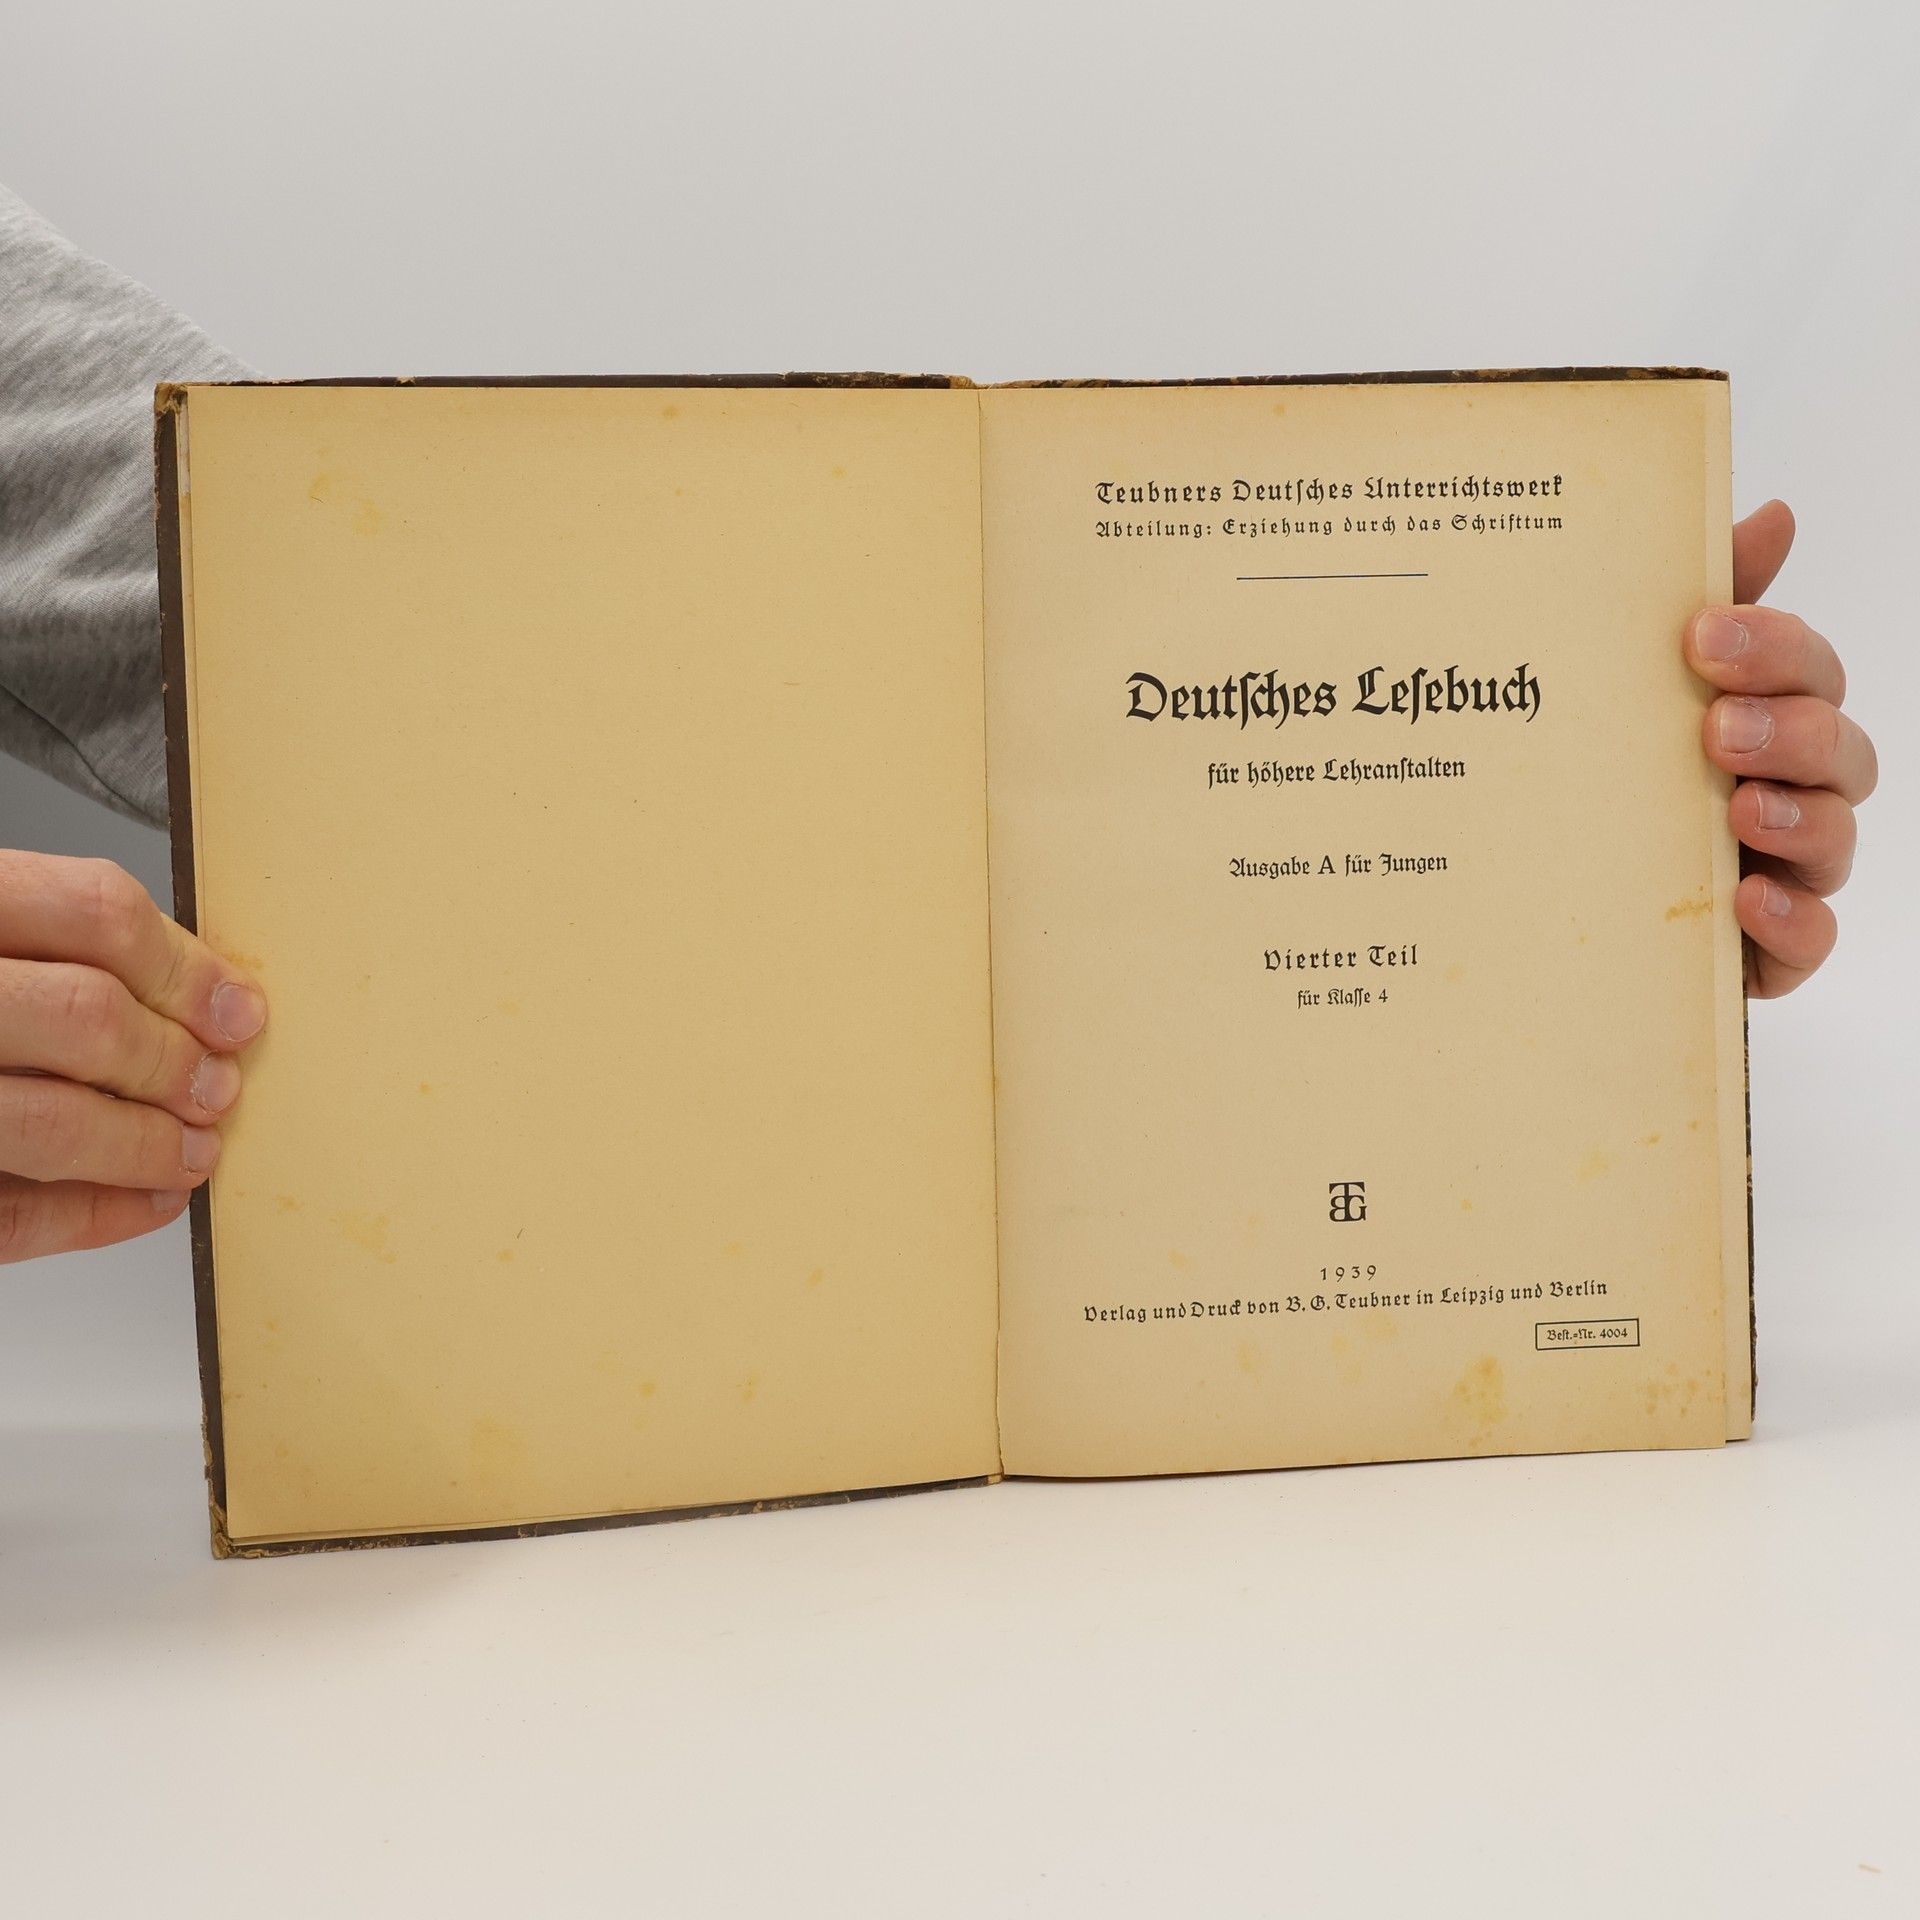 Teubners Deutſches Unterrichtswerk
Abteilung: Erziehung durch das Schrifttum
Deutſches Leſebuch
für höhere Lehranſtalten
Ausgabe A für Jungen
Vierter Teil
für Klaſſe 4
BTG
1939
Verlag und Druck von B. G. Teubner in Leipzig und Berlin
Beſt.-Nr. 4004